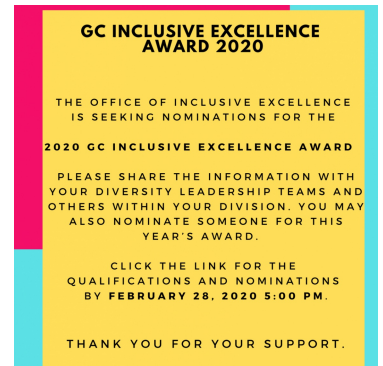 GC INCLUSIVE EXCELLENCE
AWARD 2020
THE OFFICE OF INCLUSIVE EXCELLENCE
IS SEEKING NOMINATIONS FOR THE
2020 GC INCLUSIVE EXCELLENCE AWARD
PLEASE SHARE THE INFORMATION WITH
YOUR DIVERSITY LEADERSHIP TEAMS AND
OTHERS WITHIN YOUR DIVISION. YOU MAY
ALSO NOMINATE SOMEONE FOR THIS
YEAR'S AWARD.
CLICK THE LINK FOR THE
QUALIFICATIONS AND NOMINATIONS
BY FEBRUARY 28, 2020 5:00 PM.
THANK YOU FOR YOUR SUPPORT.